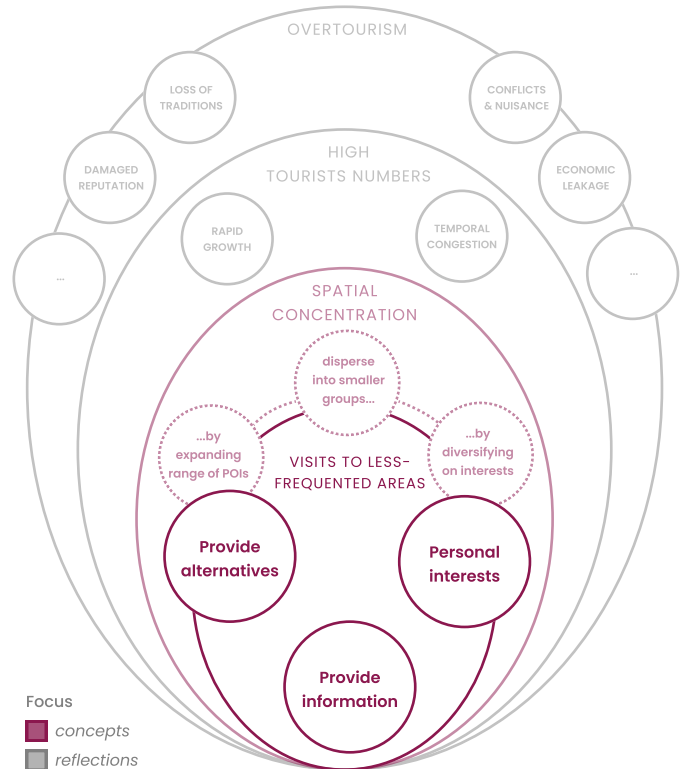 OVERTOURISM
LOSS OF
TRADITIONS
CONFLICTS
& NUISANCE
DAMAGED
REPUTATION
ECONOMIC
LEAKAGE
...
...
HIGH
TOURISTS NUMBERS
RAPID
GROWTH
TEMPORAL
CONGESTION
SPATIAL
CONCENTRATION
disperse
into smaller
groups...
...by
expanding
range of POIs
...by
diversifying
on interests
VISITS TO LESS-
FREQUENTED AREAS
Provide
alternatives
Personal
interests
Provide
information
Focus
concepts
reflections